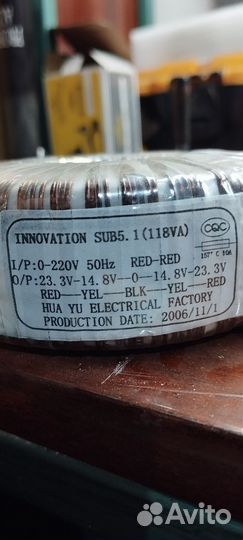 INNOVATION SUB5.1(118VA)
CQC
I/P:0-220V 50Hz RED-RED
157° C 10A
O/P:23.3V-14.8V--0--14.8V-23.3V
RED---YEL---BLK---YEL---RED
HUA YU ELECTRICAL FACTORY
PRODUCTION DATE: 2006/11/1
Avito